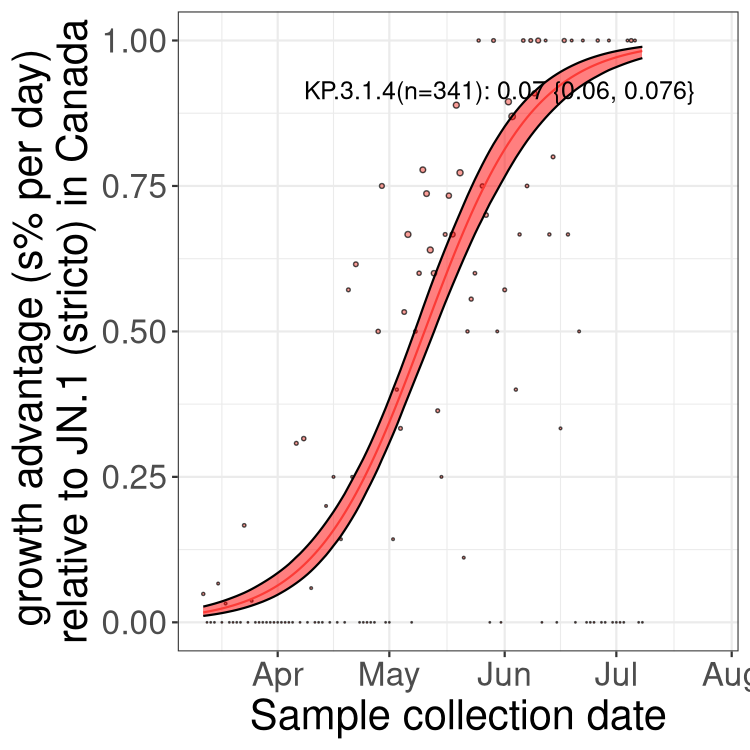 growth advantage (s% per day)
relative to JN.1 (stricto) in Canada
1.00
0.75
0.50
0.25
0.00
KP.3.1.4(n=341): 0.07 {0.06, 0.076}
Apr May Jun Jul Aug
Sample collection date